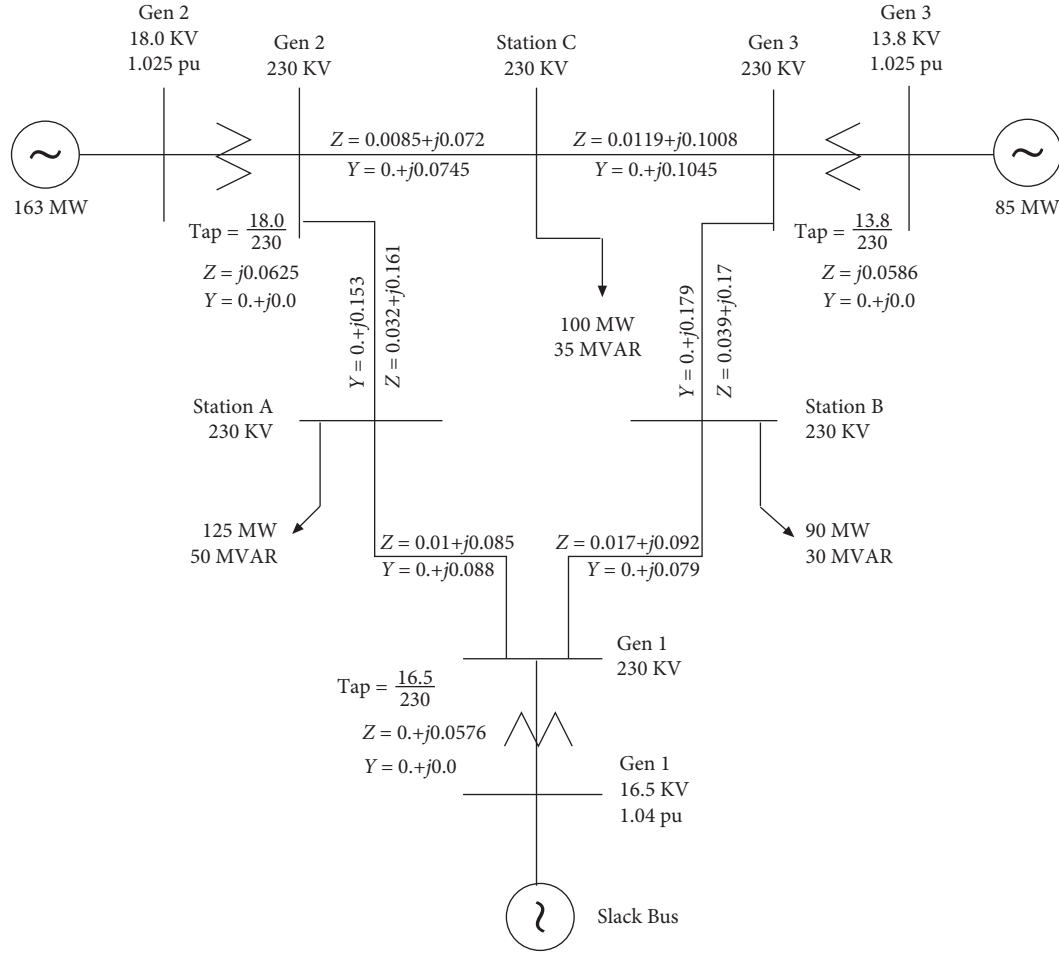 Gen 2
18.0 KV
1.025 pu
Gen 2
230 KV
Station C
230 KV
Gen 3
230 KV
Gen 3
13.8 KV
1.025 pu
163 MW
85 MW
Z = 0.0085+j0.072
Y = 0.+j0.0745
Z = 0.0119+j0.1008
Y = 0.+j0.1045
Tap = 18.0/230
Z = j0.0625
Y = 0.+j0.0
Y = 0.+j0.153
Z = 0.032+j0.161
100 MW
35 MVAR
Y = 0.+j0.179
Z = 0.039+j0.17
Tap = 13.8/230
Z = j0.0586
Y = 0.+j0.0
Station A
230 KV
Station B
230 KV
125 MW
50 MVAR
Z = 0.01+j0.085
Y = 0.+j0.088
Z = 0.017+j0.092
Y = 0.+j0.079
90 MW
30 MVAR
Gen 1
230 KV
Tap = 16.5/230
Z = 0.+j0.0576
Y = 0.+j0.0
Gen 1
16.5 KV
1.04 pu
Slack Bus